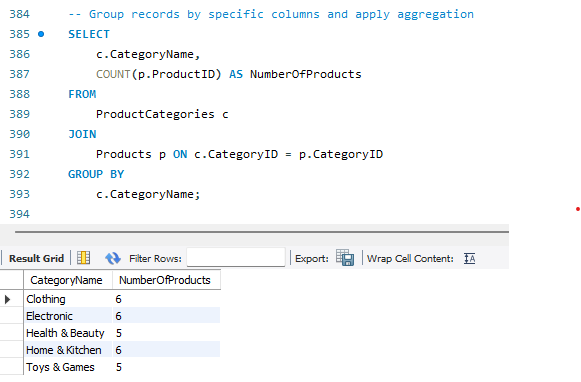 384 -- Group records by specific columns and apply aggregation
385 SELECT
386 c.CategoryName,
387 COUNT(p.ProductID) AS NumberOfProducts
388 FROM
389 ProductCategories c
390 JOIN
391 Products p ON c.CategoryID = p.CategoryID
392 GROUP BY
393 c.CategoryName;
394
Result Grid Filter Rows: Export: Wrap Cell Content: IA
CategoryName NumberOfProducts
Clothing 6
Electronic 6
Health & Beauty 5
Home & Kitchen 6
Toys & Games 5